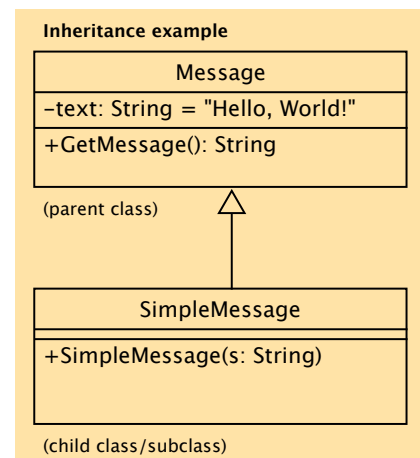 Inheritance example
Message
–text: String = "Hello, World!"
+GetMessage(): String
(parent class)
SimpleMessage
+SimpleMessage(s: String)
(child class/subclass)